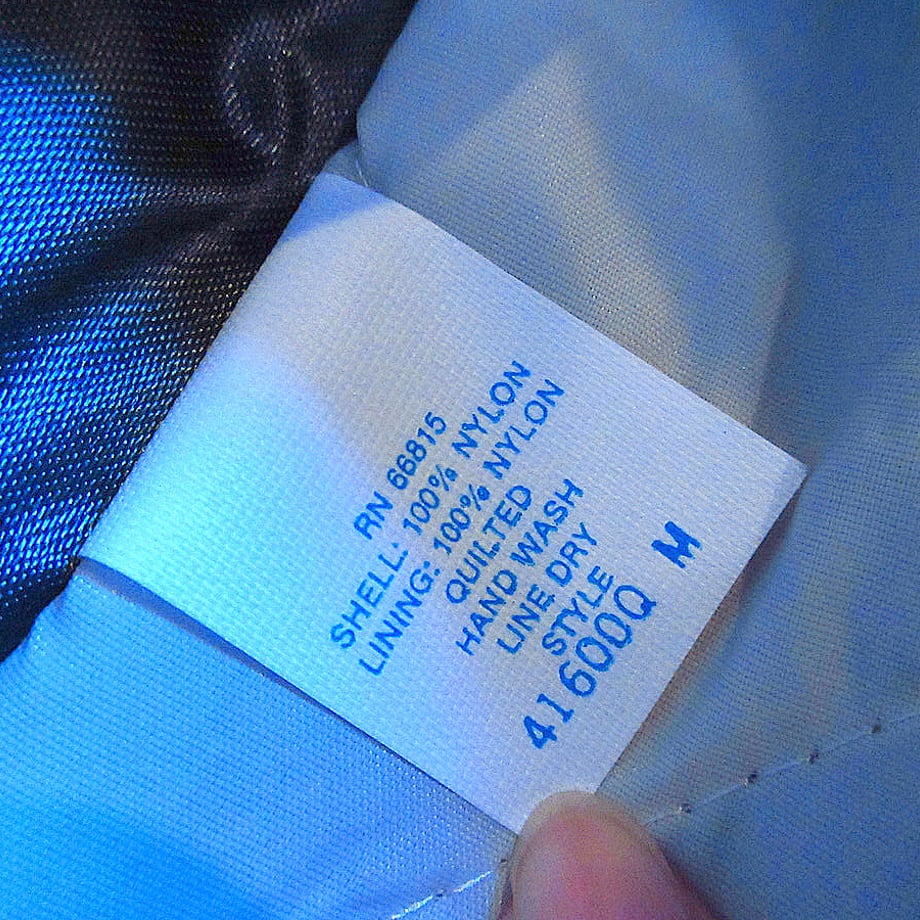 RN 66815
SHELL: 100% NYLON
LINING: 100% NYLON
QUILTED
HAND WASH
LINE DRY
STYLE
41600Q M